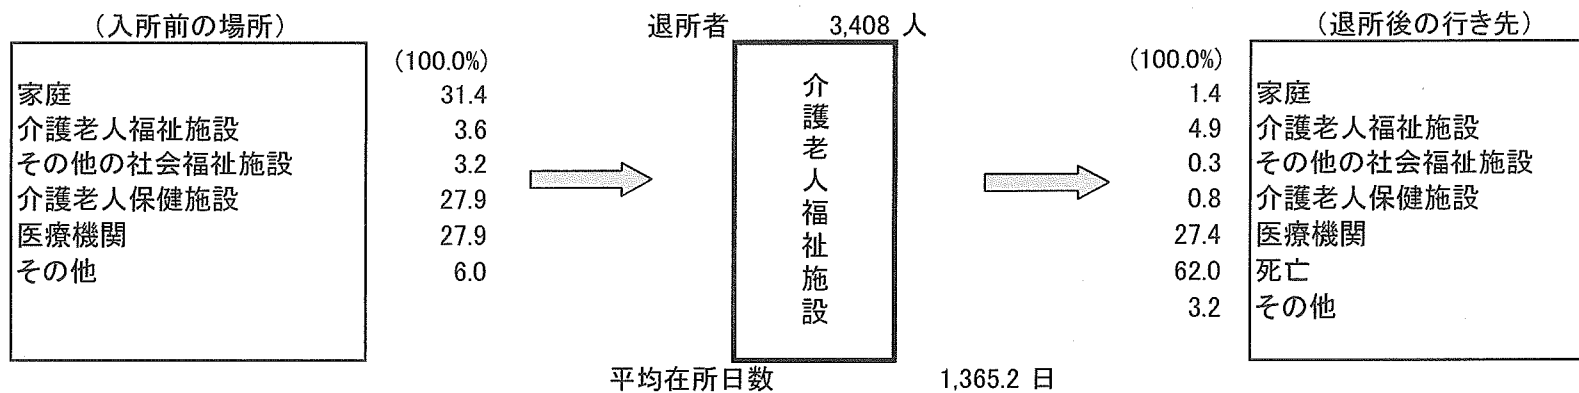 （入所前の場所）
(100.0%)
家庭 31.4
介護老人福祉施設 3.6
その他の社会福祉施設 3.2
介護老人保健施設 27.9
医療機関 27.9
その他 6.0
退所者 3,408 人
介護老人福祉施設
平均在所日数 1,365.2 日
（退所後の行き先）
(100.0%)
1.4 家庭
4.9 介護老人福祉施設
0.3 その他の社会福祉施設
0.8 介護老人保健施設
27.4 医療機関
62.0 死亡
3.2 その他